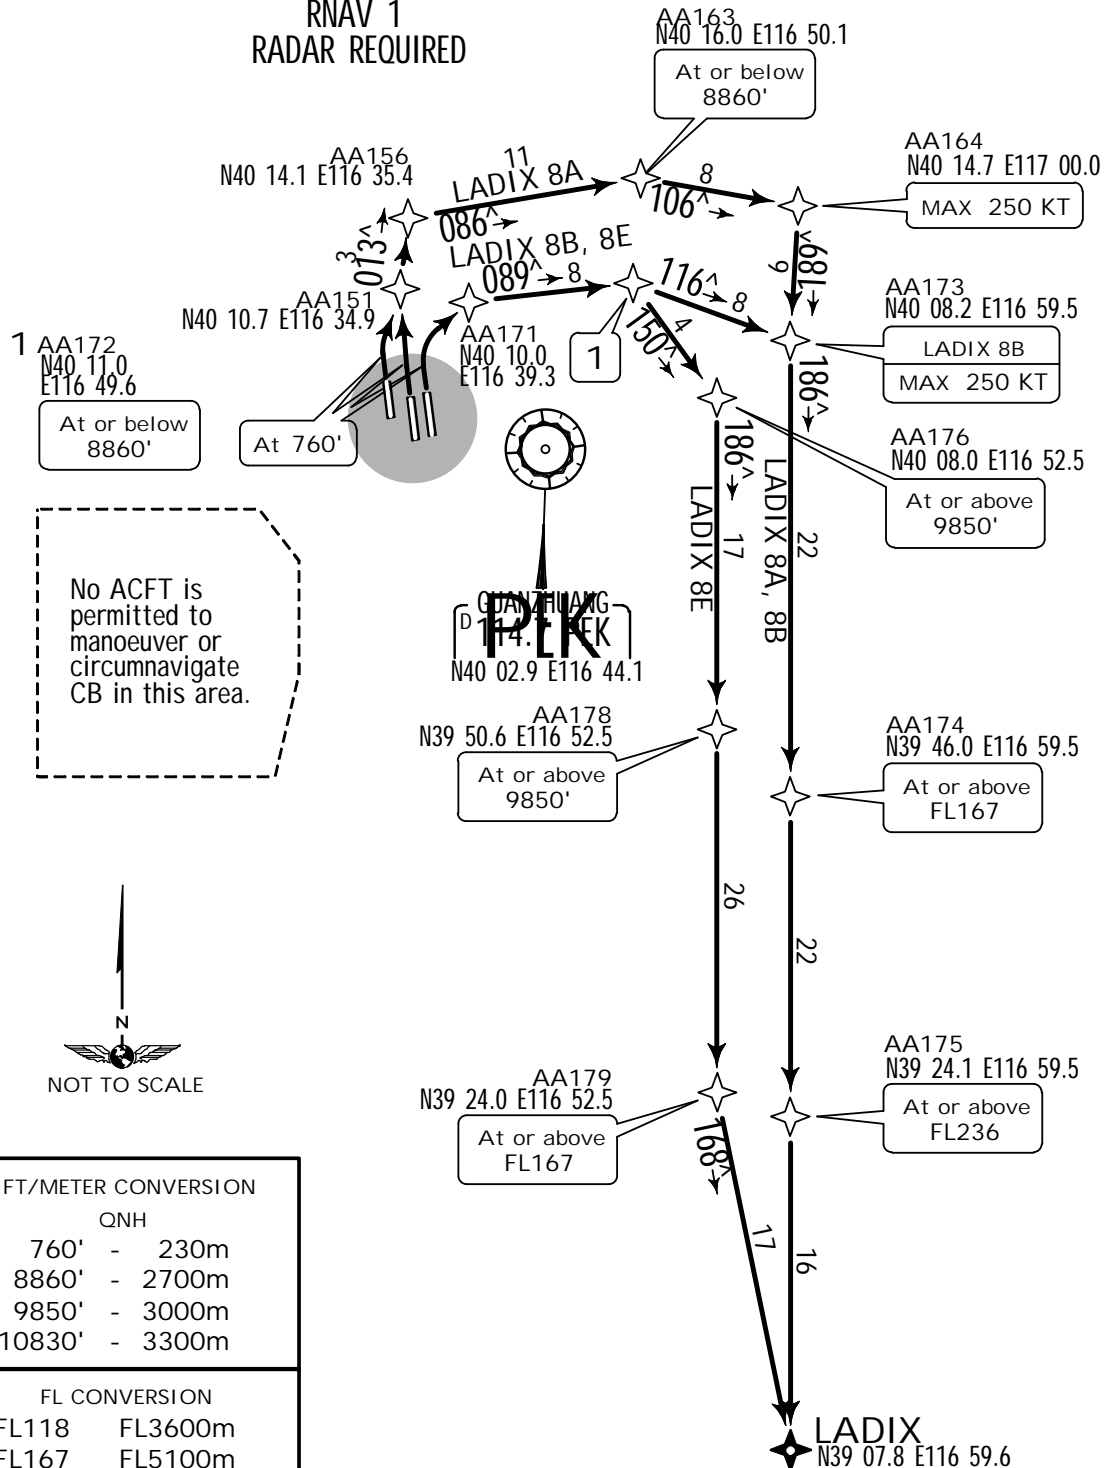 RNAV 1
RADAR REQUIRED
AA163
N40 16.0 E116 50.1
At or below
8860'
AA156
N40 14.1 E116 35.4
11
LADIX 8A
086^
8
106^
AA164
N40 14.7 E117 00.0
MAX 250 KT
3
013^
LADIX 8B, 8E
089^
8
116^
8
189^
9
AA151
N40 10.7 E116 34.9
AA171
N40 10.0
E116 39.3
1
4
150^
AA173
N40 08.2 E116 59.5
LADIX 8B
MAX 250 KT
1 AA172
N40 11.0
E116 49.6
At or below
8860'
At 760'
186^
186^
AA176
N40 08.0 E116 52.5
At or above
9850'
17
LADIX 8E
22
LADIX 8A, 8B
No ACFT is
permitted to
manoeuver or
circumnavigate
CB in this area.
GUANZHUANG
D 114.7 PEK
PEK
N40 02.9 E116 44.1
AA178
N39 50.6 E116 52.5
At or above
9850'
AA174
N39 46.0 E116 59.5
At or above
FL167
26
22
N
NOT TO SCALE
AA179
N39 24.0 E116 52.5
At or above
FL167
AA175
N39 24.1 E116 59.5
At or above
FL236
168^
17
16
FT/METER CONVERSION
QNH
760' - 230m
8860' - 2700m
9850' - 3000m
10830' - 3300m
FL CONVERSION
FL118 FL3600m
FL167 FL5100m
LADIX
N39 07.8 E116 59.6